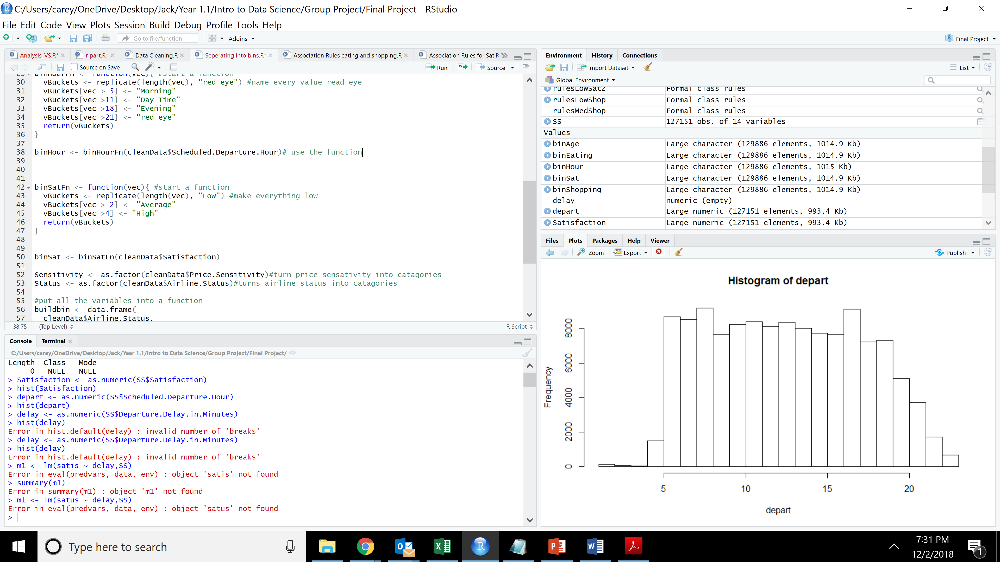 C:/Users/carey/OneDrive/Desktop/Jack/Year 1.1/Intro to Data Science/Group Project/Final Project - RStudio
File Edit Code View Plots Session Build Debug Profile Tools Help
Go to file/function
Addins
Final Project
Analysis_VS.R*
r-part.R*
Data Cleaning.R
Seperating into bins.R*
Association Rules eating and shopping.R
Association Rules for Sat.R
Source on Save
Run
Source
29 binHourFn <- function(vec){ #start a function
30 vBuckets <- replicate(length(vec), "red eye") #name every value read eye
31 vBuckets[vec > 5] <- "Morning"
32 vBuckets[vec >11] <- "Day Time"
33 vBuckets[vec >18] <- "Evening"
34 vBuckets[vec >21] <- "red eye"
35 return(vBuckets)
36 }
37
38 binHour <- binHourFn(cleanData$Scheduled.Departure.Hour)# use the function
39
40
41
42 binSatFn <- function(vec){ #start a function
43 vBuckets <- replicate(length(vec), "Low") #make everything low
44 vBuckets[vec > 2] <- "Average"
45 vBuckets[vec >4] <- "High"
46 return(vBuckets)
47 }
48
49
50 binSat <- binSatFn(cleanData$Satisfaction)
51
52 Sensitivity <- as.factor(cleanData$Price.Sensitivity)#turn price sensativity into catagories
53 Status <- as.factor(cleanData$Airline.Status)#turns airline status into catagories
54
55 #put all the variables into a function
56 buildbin <- data.frame(
57 cleanData$Airline.Status,
38:75 (Top Level) R Script
Console Terminal
C:/Users/carey/OneDrive/Desktop/Jack/Year 1.1/Intro to Data Science/Group Project/Final Project/
Length Class Mode
0 NULL NULL
> Satisfaction <- as.numeric(SS$Satisfaction)
> hist(Satisfaction)
> depart <- as.numeric(SS$Scheduled.Departure.Hour)
> hist(depart)
> delay <- as.numeric(SS$Departure.Delay.in.Minutes)
> hist(delay)
Error in hist.default(delay) : invalid number of 'breaks'
> delay <- as.numeric(SS$Departure.Delay.in.Minutes)
> hist(delay)
Error in hist.default(delay) : invalid number of 'breaks'
> m1 <- lm(satis ~ delay,SS)
Error in eval(predvars, data, env) : object 'satis' not found
> summary(m1)
Error in summary(m1) : object 'm1' not found
> m1 <- lm(satus ~ delay,SS)
Error in eval(predvars, data, env) : object 'satus' not found
>
Environment History Connections
Import Dataset
List
Global Environment
rulesLowSat2 Formal class rules
rulesLowShop Formal class rules
rulesMedShop Formal class rules
SS 127151 obs. of 14 variables
Values
binAge Large character (129886 elements, 1014.9 Kb)
binEating Large character (129886 elements, 1014.9 Kb)
binHour Large character (129886 elements, 1015 Kb)
binSat Large character (129886 elements, 1014.9 Kb)
binShopping Large character (129886 elements, 1014.9 Kb)
delay numeric (empty)
depart Large numeric (127151 elements, 993.4 Kb)
Satisfaction Large numeric (127151 elements, 993.4 Kb)
Files Plots Packages Help Viewer
Zoom Export Publish
Histogram of depart
Frequency
8000
6000
4000
2000
0
5 10 15 20
depart
Type here to search
7:31 PM
12/2/2018
1